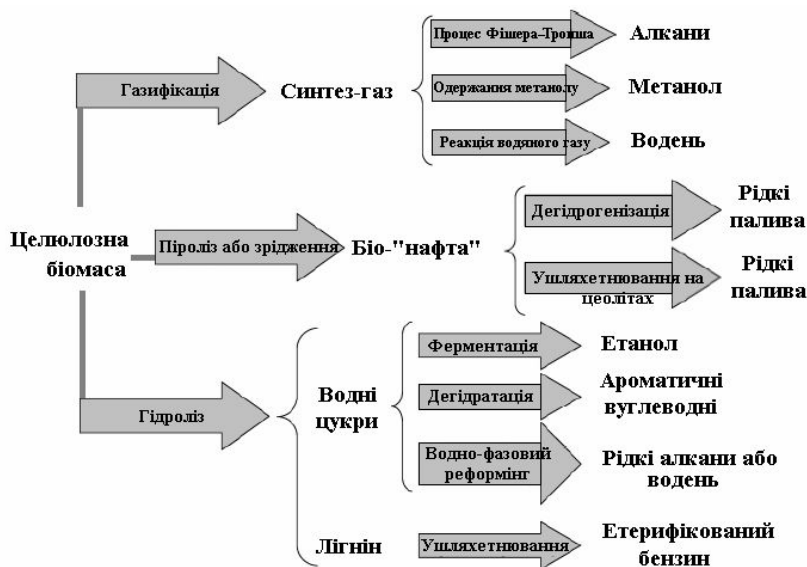 Процес Фішера-Тропша
Алкани
Газифікація
Синтез-газ
Одержання метанолу
Метанол
Реакція водяного газу
Водень
Целюлозна
біомаса
Піроліз або зрідження
Біо-"нафта"
Дегідрогенізація
Рідкі
палива
Ушляхетнювання на
цеолітах
Рідкі
палива
Гідроліз
Водні
цукри
Ферментація
Етанол
Дегідратація
Ароматичні
вуглеводні
Водно-фазовий
реформінг
Рідкі алкани або
водень
Лігнін
Ушляхетнювання
Етерифікований
бензин